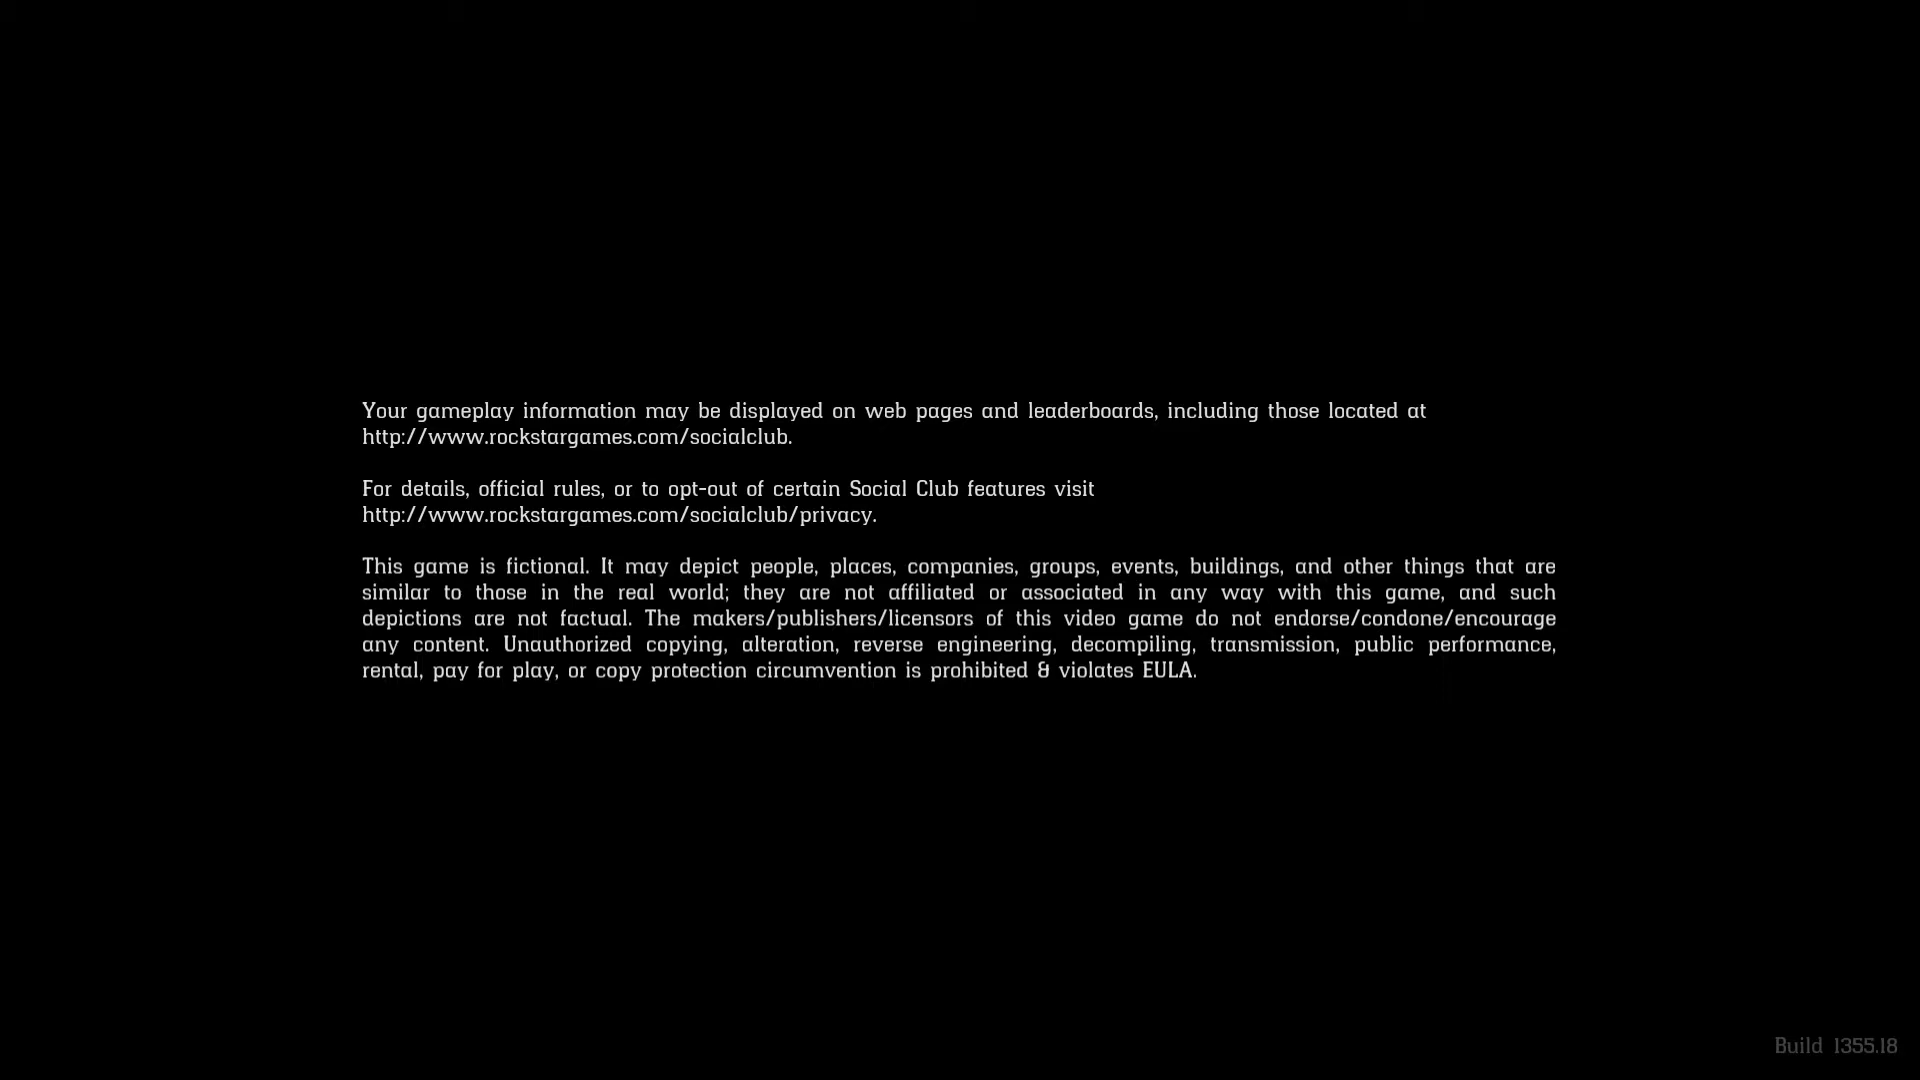 Your gameplay information may be displayed on web pages and leaderboards, including those located at
http://www.rockstargames.com/socialclub.
For details, official rules, or to opt-out of certain Social Club features visit
http://www.rockstargames.com/socialclub/privacy.
This game is fictional. It may depict people, places, companies, groups, events, buildings, and other things that are
similar to those in the real world; they are not affiliated or associated in any way with this game, and such
depictions are not factual. The makers/publishers/licensors of this video game do not endorse/condone/encourage
any content. Unauthorized copying, alteration, reverse engineering, decompiling, transmission, public performance,
rental, pay for play, or copy protection circumvention is prohibited & violates EULA.
Build 1355.18